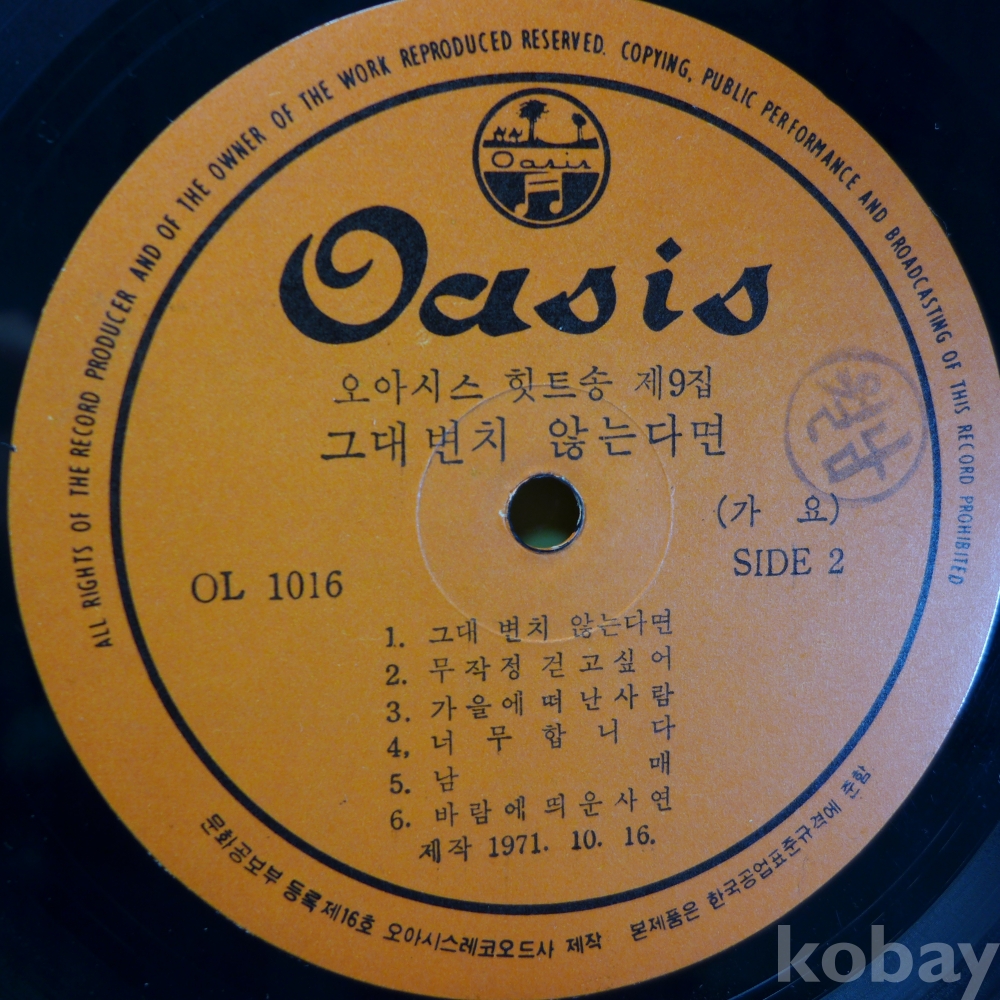 ALL RIGHTS OF THE RECORD PRODUCER AND OF THE OWNER OF THE WORK REPRODUCED RESERVED. COPYING, PUBLIC PERFORMANCE AND BROADCASTING OF THIS RECORD PROHIBITED
Oasis
Oasis
오아시스 힛트송 제9집
그대 변치 않는다면
월남
(가 요)
SIDE 2
OL 1016
1. 그대 변치 않는다면
2. 무작정 걷고싶어
3. 가을에 떠난사람
4, 너무합니다
5. 남매
6. 바람에 띄운사연
제작 1971. 10. 16.
문화공보부 등록제16호 오아시스레코오드사 제작 본제품은 한국공업표준규격에 준함
kobay